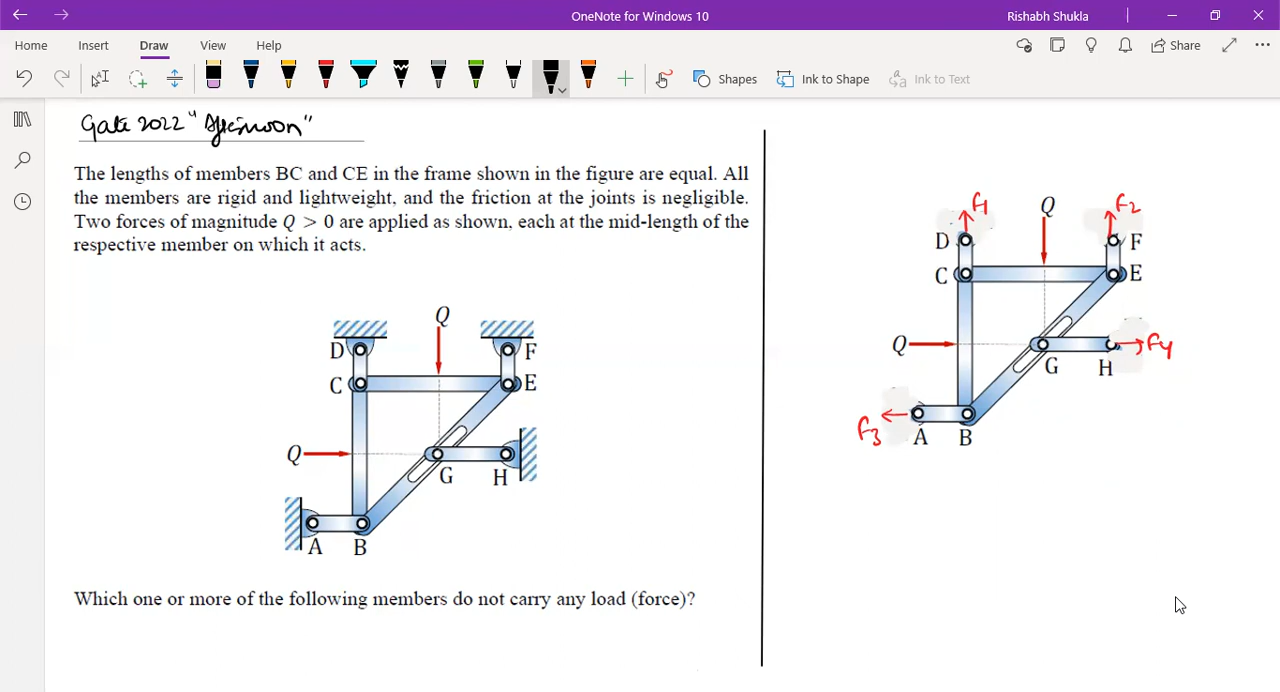 OneNote for Windows 10
Rishabh Shukla
Home Insert Draw View Help
Share
Shapes Ink to Shape Ink to Text
Gate 2022 "Afternoon"
The lengths of members BC and CE in the frame shown in the figure are equal. All
the members are rigid and lightweight, and the friction at the joints is negligible.
Two forces of magnitude Q > 0 are applied as shown, each at the mid-length of the
respective member on which it acts.
Q
D F
C E
Q
G H
A B
Which one or more of the following members do not carry any load (force)?
F1 Q F2
D F
C E
Q F4
G H
F3
A B